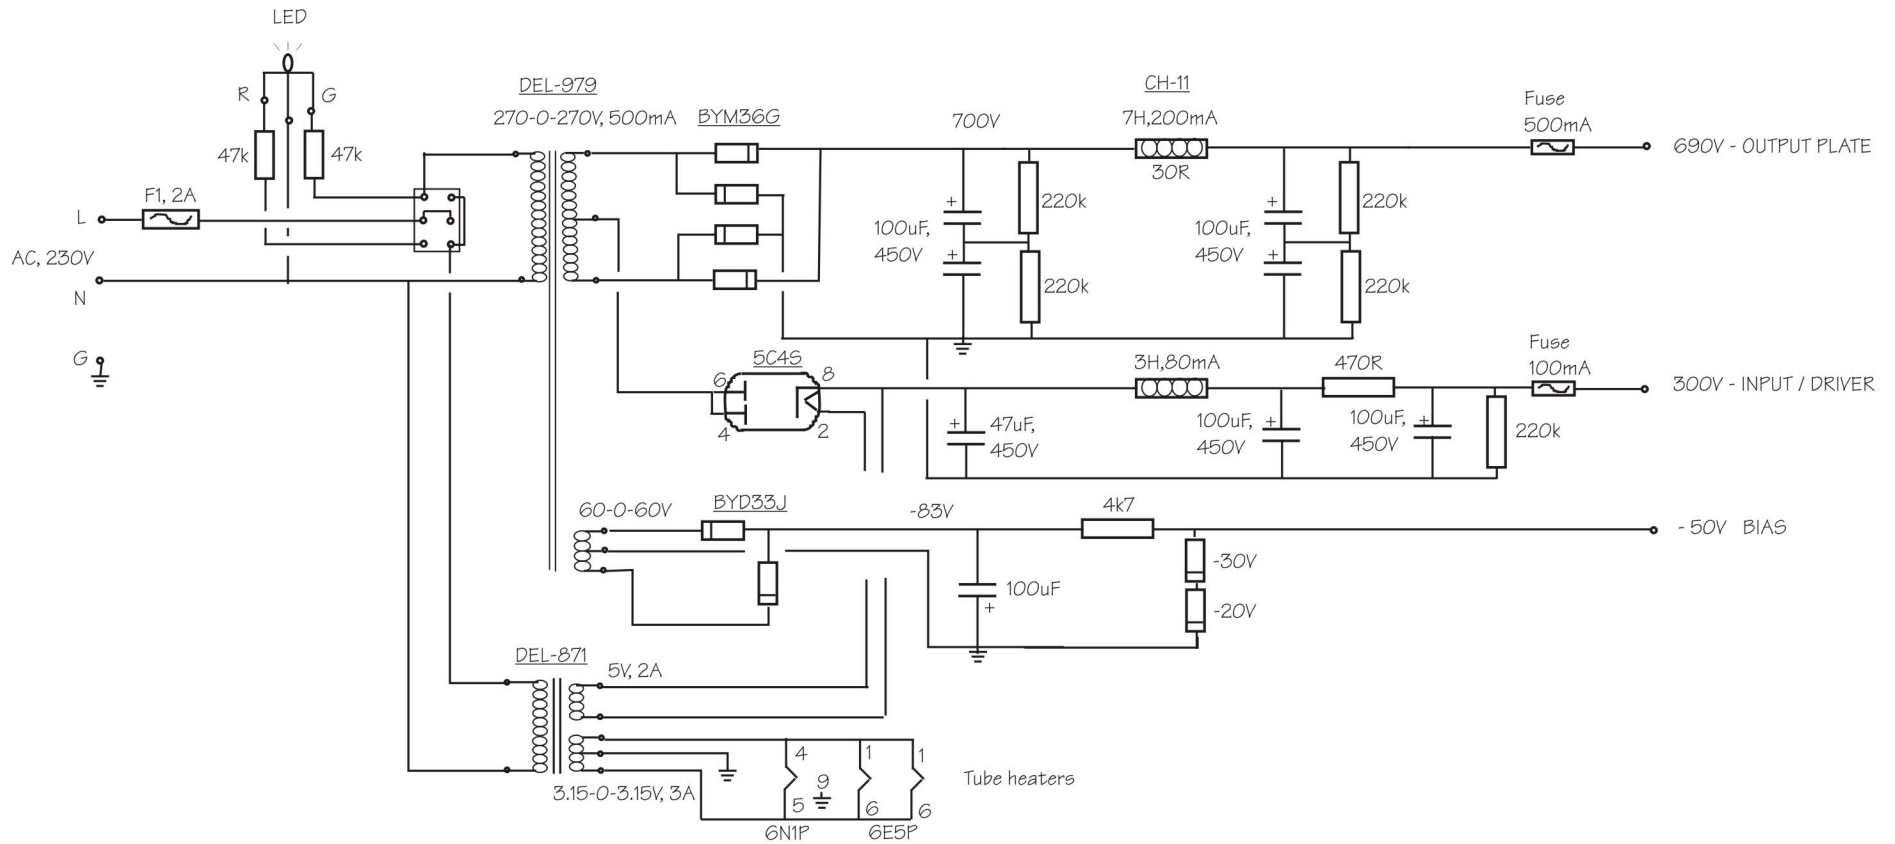 LED
R
G
47k
47k
F1, 2A
L
AC, 230V
N
G
DEL-979
270-0-270V, 500mA
BYM36G
700V
CH-11
7H,200mA
30R
Fuse
500mA
690V - OUTPUT PLATE
+
100uF,
450V
+
220k
220k
+
100uF,
450V
+
220k
220k
5C4S
6
8
4
2
3H,80mA
470R
Fuse
100mA
300V - INPUT / DRIVER
+
47uF,
450V
+
100uF,
450V
+
100uF,
450V
220k
60-0-60V
BYD33J
-83V
4k7
- 50V BIAS
100uF
+
-30V
-20V
DEL-871
5V, 2A
3.15-0-3.15V, 3A
4
5
9
1
6
1
6
6N1P
6E5P
Tube heaters